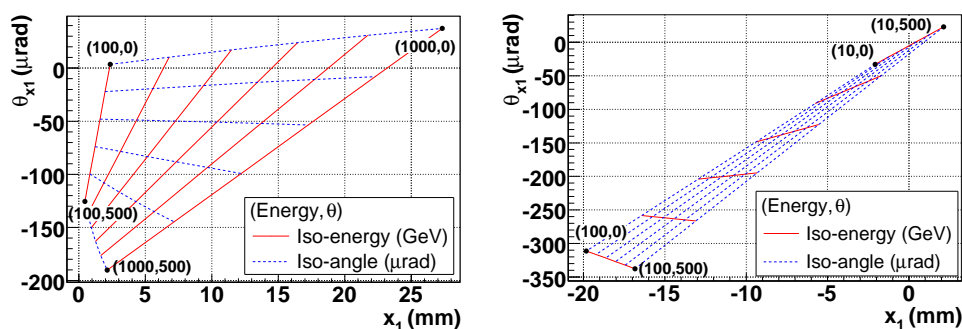 θx1 (μrad)
0
-50
-100
-150
-200
(100,0)
(1000,0)
(100,500)
(1000,500)
(Energy, θ)
Iso-energy (GeV)
Iso-angle (μrad)
0 5 10 15 20 25
x1 (mm)
θx1 (μrad)
0
-50
-100
-150
-200
-250
-300
-350
(10,500)
(10,0)
(100,0)
(100,500)
(Energy, θ)
Iso-energy (GeV)
Iso-angle (μrad)
-20 -15 -10 -5 0
x1 (mm)